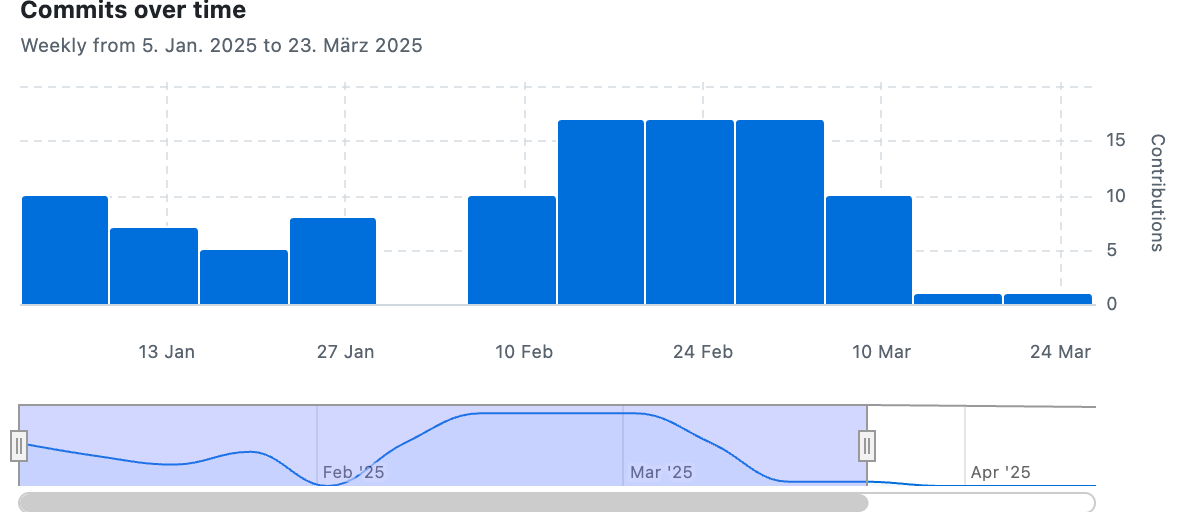 Commits over time
Weekly from 5. Jan. 2025 to 23. März 2025
15
10
5
0
Contributions
13 Jan
27 Jan
10 Feb
24 Feb
10 Mar
24 Mar
Feb '25
Mar '25
Apr '25